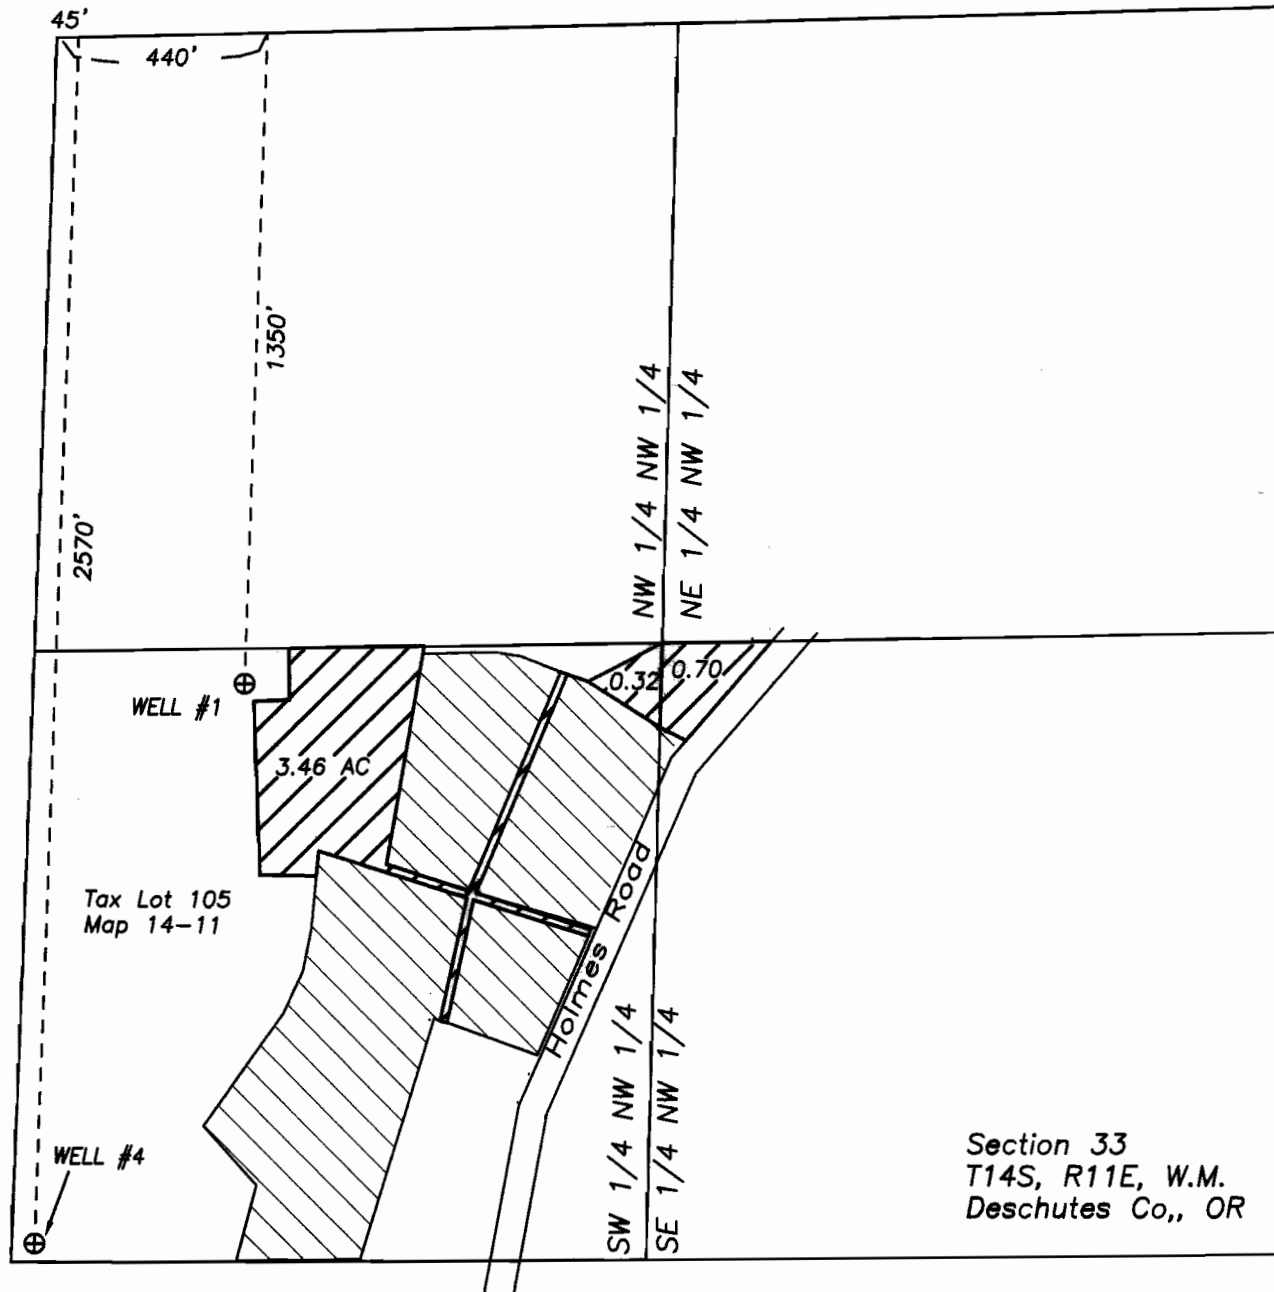 45'
440'
1350'
2570'
NW 1/4 NW 1/4
NE 1/4 NW 1/4
0.32
0.70
WELL #1
3.46 AC
Tax Lot 105
Map 14-11
Holmes Road
SW 1/4 NW 1/4
SE 1/4 NW 1/4
WELL #4
Section 33
T14S, R11E, W.M.
Deschutes Co,, OR